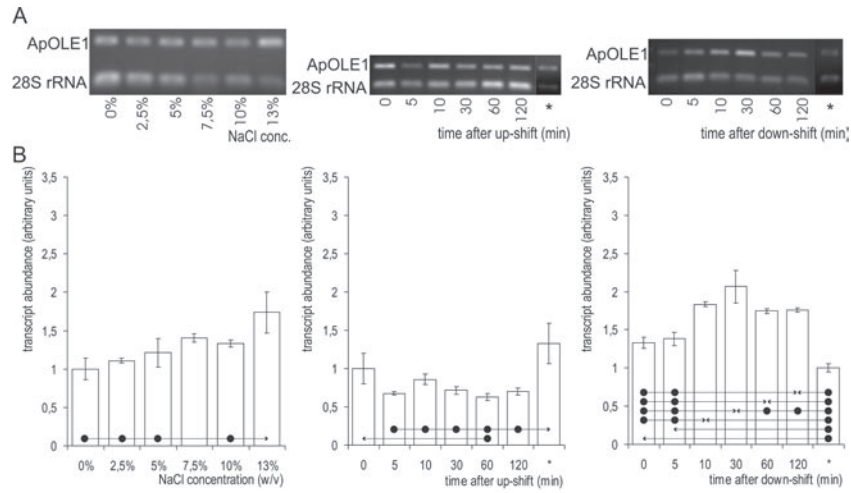 A
ApOLE1
28S rRNA
0% 2,5% 5% 7,5% 10% 13%
NaCl conc.
ApOLE1
28S rRNA
0 5 10 30 60 120 *
time after up-shift (min)
ApOLE1
28S rRNA
0 5 10 30 60 120 *
time after down-shift (min)
B
transcript abundance (arbitrary units)
3,5
3
2,5
2
1,5
1
0,5
0
0% 2,5% 5% 7,5% 10% 13%
NaCl concentration (w/v)
transcript abundance (arbitrary units)
3,5
3
2,5
2
1,5
1
0,5
0
0 5 10 30 60 120 *
time after up-shift (min)
transcript abundance (arbitrary units)
3,5
3
2,5
2
1,5
1
0,5
0
0 5 10 30 60 120 *
time after down-shift (min)